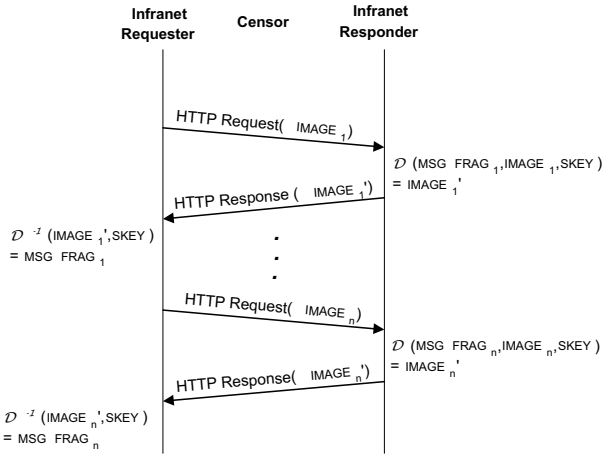 Infranet Requester
Censor
Infranet Responder
HTTP Request( IMAGE 1)
D (MSG FRAG 1,IMAGE 1,SKEY )
= IMAGE 1'
HTTP Response ( IMAGE 1')
D -1 (IMAGE 1',SKEY )
= MSG FRAG 1
HTTP Request( IMAGE n)
D (MSG FRAG n,IMAGE n,SKEY )
= IMAGE n'
HTTP Response( IMAGE n')
D -1 (IMAGE n',SKEY )
= MSG FRAG n